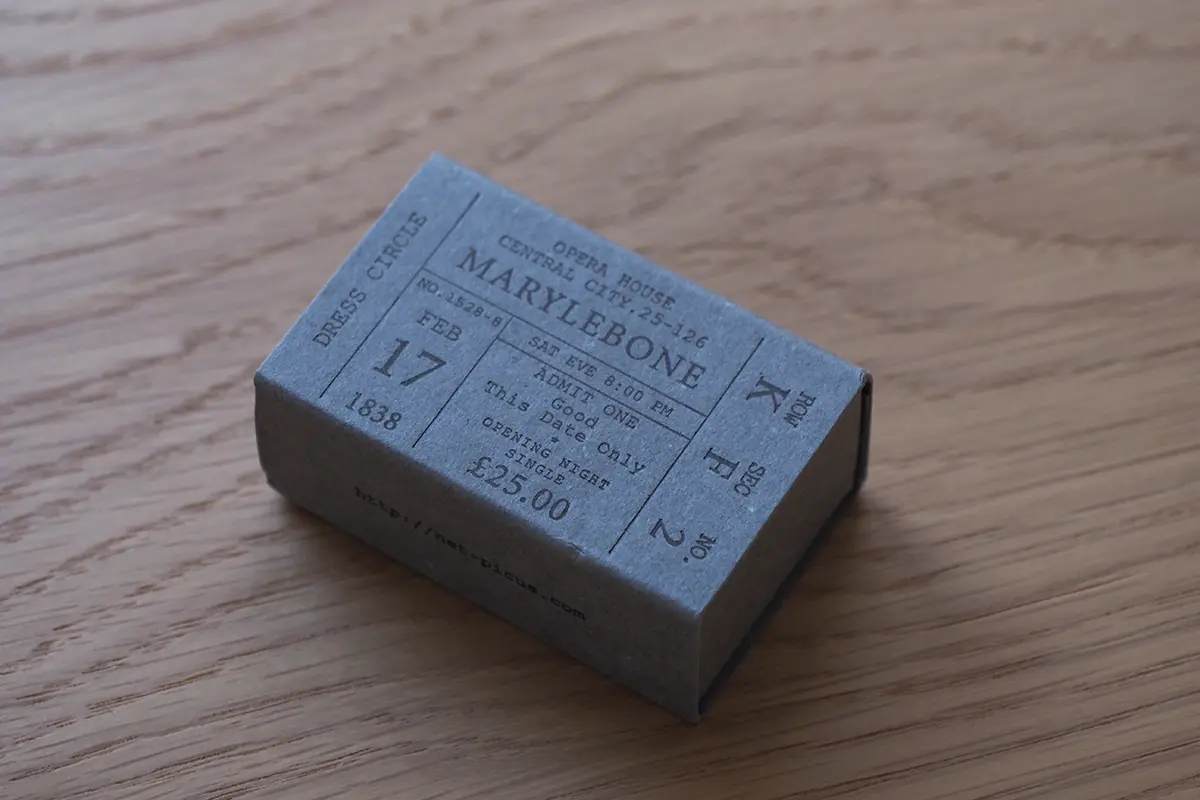 DRESS CIRCLE
OPERA HOUSE
CENTRAL CITY, 25-126
MARYLEBONE
NO.1528-8
FEB
17
1838
SAT EVE 8:00 PM
ADMIT ONE
Good
This Date Only
*
OPENING NIGHT
SINGLE
£25.00
ROW
K
SEC
F
NO.
2
http://net-picus.com